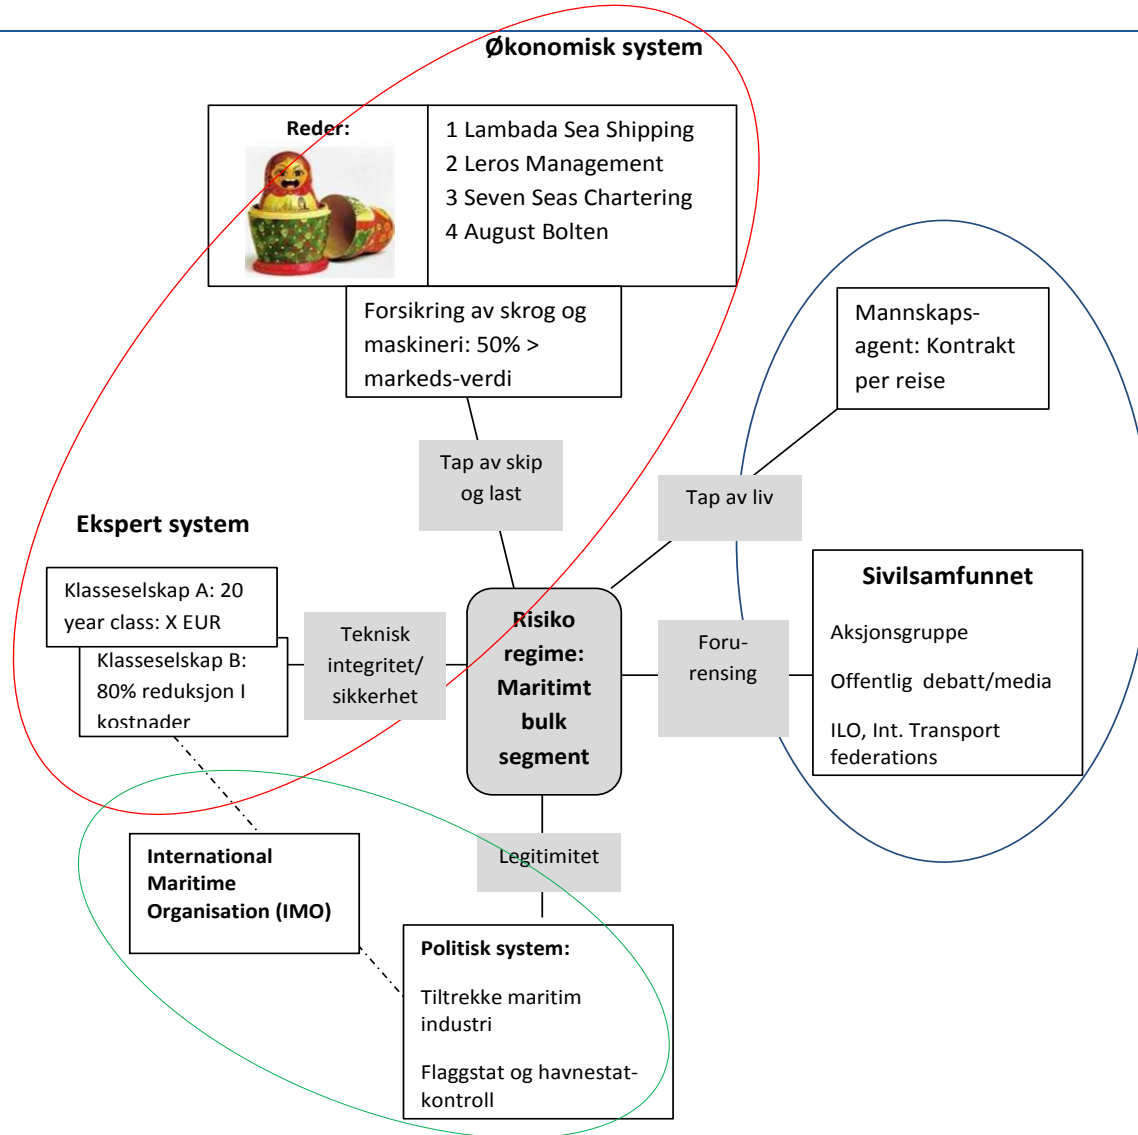 Økonomisk system
Reder:
1 Lambada Sea Shipping
2 Leros Management
3 Seven Seas Chartering
4 August Bolten
Forsikring av skrog og
maskineri: 50% >
markeds-verdi
Mannskaps-
agent: Kontrakt
per reise
Tap av skip
og last
Tap av liv
Ekspert system
Klasseselskap A: 20
year class: X EUR
Klasseselskap B:
80% reduksjon I
kostnader
Teknisk
integritet/
sikkerhet
Risiko
regime:
Maritimt
bulk
segment
Foru-
rensing
Sivilsamfunnet
Aksjonsgruppe
Offentlig debatt/media
ILO, Int. Transport
federations
Legitimitet
International
Maritime
Organisation (IMO)
Politisk system:
Tiltrekke maritim
industri
Flaggstat og havnestat-
kontroll